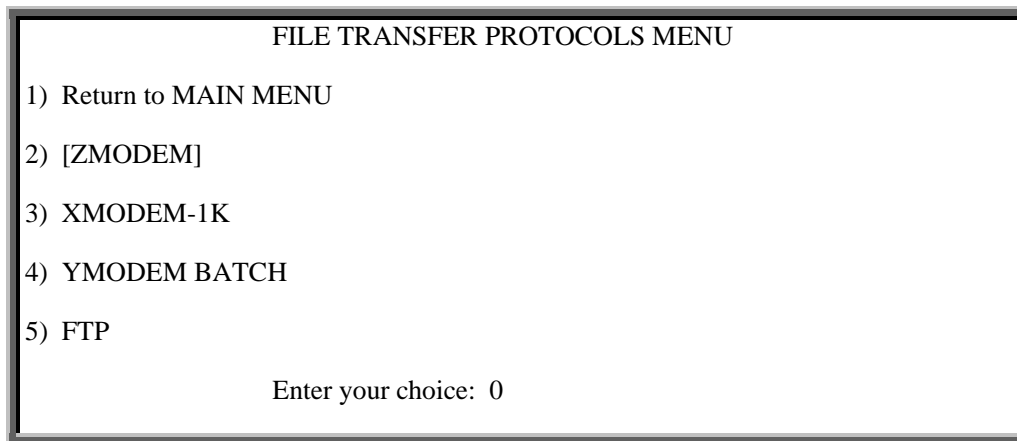 FILE TRANSFER PROTOCOLS MENU
1) Return to MAIN MENU
2) [ZMODEM]
3) XMODEM-1K
4) YMODEM BATCH
5) FTP
Enter your choice: 0